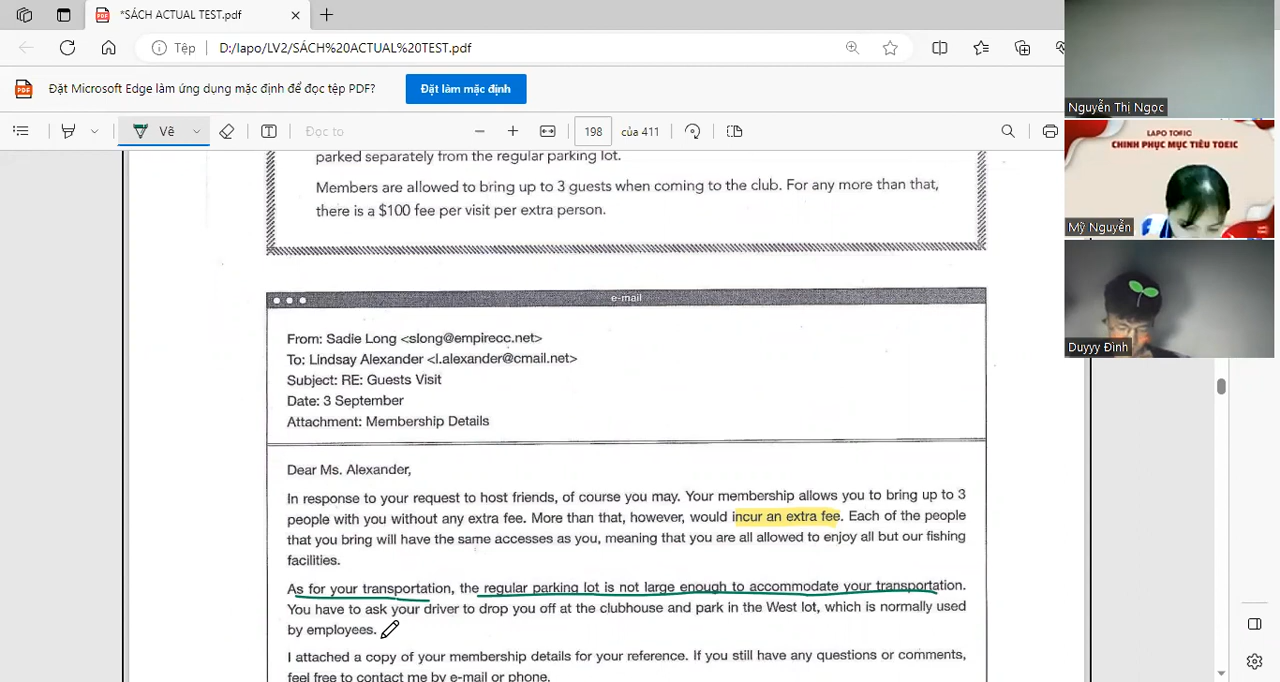 *SÁCH ACTUAL TEST.pdf
Tệp
D:/lapo/LV2/SÁCH%20ACTUAL%20TEST.pdf
Đặt Microsoft Edge làm ứng dụng mặc định để đọc tệp PDF?
Đặt làm mặc định
Vẽ
Đọc to
198
của 411
parked separately from the regular parking lot.
Members are allowed to bring up to 3 guests when coming to the club. For any more than that,
there is a $100 fee per visit per extra person.
e-mail
From: Sadie Long <slong@empirecc.net>
To: Lindsay Alexander <l.alexander@cmail.net>
Subject: RE: Guests Visit
Date: 3 September
Attachment: Membership Details
Dear Ms. Alexander,
In response to your request to host friends, of course you may. Your membership allows you to bring up to 3
people with you without any extra fee. More than that, however, would incur an extra fee. Each of the people
that you bring will have the same accesses as you, meaning that you are all allowed to enjoy all but our fishing
facilities.
As for your transportation, the regular parking lot is not large enough to accommodate your transportation.
You have to ask your driver to drop you off at the clubhouse and park in the West lot, which is normally used
by employees.
I attached a copy of your membership details for your reference. If you still have any questions or comments,
feel free to contact me by e-mail or phone.
Nguyễn Thị Ngọc
LAPO TOEIC
CHINH PHỤC MỤC TIÊU TOEIC
Mỹ Nguyễn
Duyyy Đình